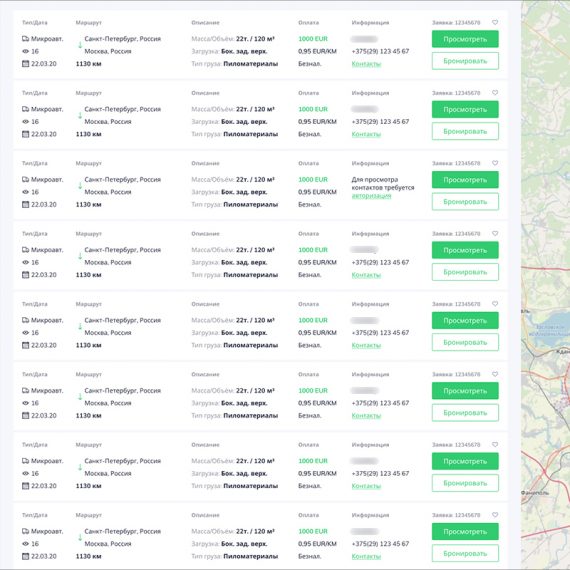 Тип/Дата Маршрут Описание Оплата Информация Заявка: 12345678
Микроавт. Санкт-Петербург, Россия Масса/Объём: 22т. / 120 м³ 1000 EUR Просмотреть
16 Москва, Россия Загрузка: Бок. зад. верх. 0,95 EUR/KM +375(29) 123 45 67
22.03.20 1130 км Тип груза: Пиломатериалы Безнал. Контакты Бронировать
Тип/Дата Маршрут Описание Оплата Информация Заявка: 12345678
Микроавт. Санкт-Петербург, Россия Масса/Объём: 22т. / 120 м³ 1000 EUR Просмотреть
16 Москва, Россия Загрузка: Бок. зад. верх. 0,95 EUR/KM +375(29) 123 45 67
22.03.20 1130 км Тип груза: Пиломатериалы Безнал. Контакты Бронировать
Тип/Дата Маршрут Описание Оплата Информация Заявка: 12345678
Микроавт. Санкт-Петербург, Россия Масса/Объём: 22т. / 120 м³ 1000 EUR Для просмотра Просмотреть
16 Москва, Россия Загрузка: Бок. зад. верх. 0,95 EUR/KM контактов требуется
22.03.20 1130 км Тип груза: Пиломатериалы Безнал. авторизация Бронировать
Тип/Дата Маршрут Описание Оплата Информация Заявка: 12345678
Микроавт. Санкт-Петербург, Россия Масса/Объём: 22т. / 120 м³ 1000 EUR Просмотреть
16 Москва, Россия Загрузка: Бок. зад. верх. 0,95 EUR/KM +375(29) 123 45 67
22.03.20 1130 км Тип груза: Пиломатериалы Безнал. Контакты Бронировать
Тип/Дата Маршрут Описание Оплата Информация Заявка: 12345678
Микроавт. Санкт-Петербург, Россия Масса/Объём: 22т. / 120 м³ 1000 EUR Просмотреть
16 Москва, Россия Загрузка: Бок. зад. верх. 0,95 EUR/KM +375(29) 123 45 67
22.03.20 1130 км Тип груза: Пиломатериалы Безнал. Контакты Бронировать
Тип/Дата Маршрут Описание Оплата Информация Заявка: 12345678
Микроавт. Санкт-Петербург, Россия Масса/Объём: 22т. / 120 м³ 1000 EUR Просмотреть
16 Москва, Россия Загрузка: Бок. зад. верх. 0,95 EUR/KM +375(29) 123 45 67
22.03.20 1130 км Тип груза: Пиломатериалы Безнал. Контакты Бронировать
Тип/Дата Маршрут Описание Оплата Информация Заявка: 12345678
Микроавт. Санкт-Петербург, Россия Масса/Объём: 22т. / 120 м³ 1000 EUR Просмотреть
16 Москва, Россия Загрузка: Бок. зад. верх. 0,95 EUR/KM +375(29) 123 45 67
22.03.20 1130 км Тип груза: Пиломатериалы Безнал. Контакты Бронировать
Фаниполь
Тип/Дата Маршрут Описание Оплата Информация Заявка: 12345678
Микроавт. Санкт-Петербург, Россия Масса/Объём: 22т. / 120 м³ 1000 EUR Просмотреть
16 Москва, Россия Загрузка: Бок. зад. верх. 0,95 EUR/KM +375(29) 123 45 67
22.03.20 1130 км Тип груза: Пиломатериалы Безнал. Контакты Бронировать